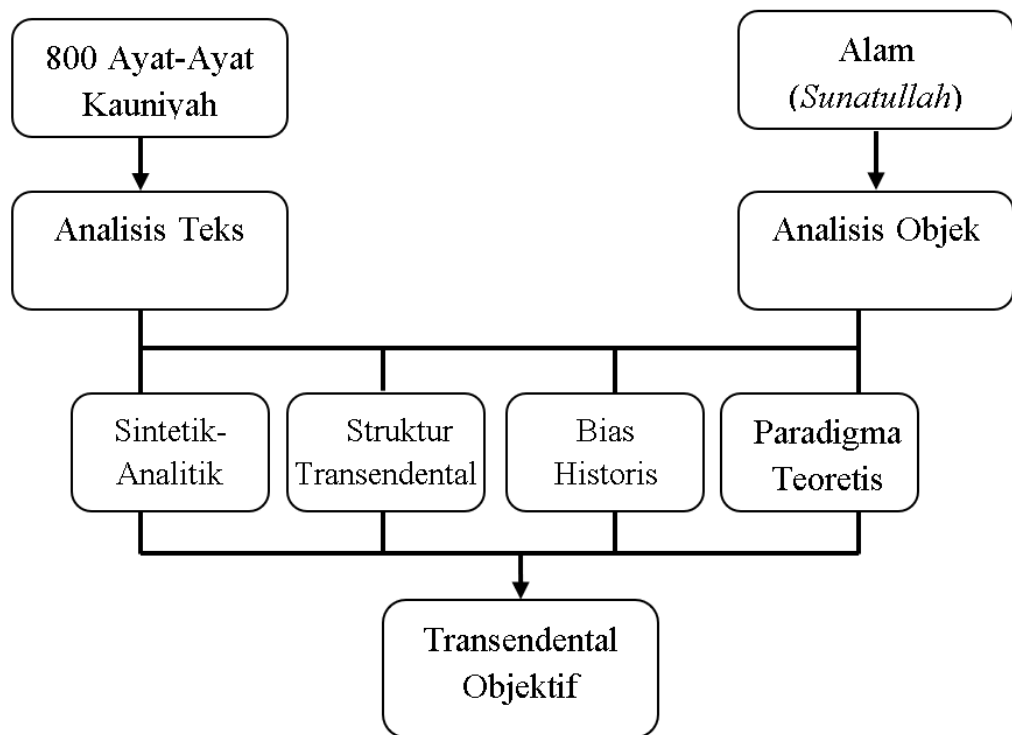 800 Ayat-Ayat
Kauniyah
Alam
(Sunatullah)
Analisis Teks
Analisis Objek
Sintetik-
Analitik
Struktur
Transendental
Bias
Historis
Paradigma
Teoretis
Transendental
Objektif